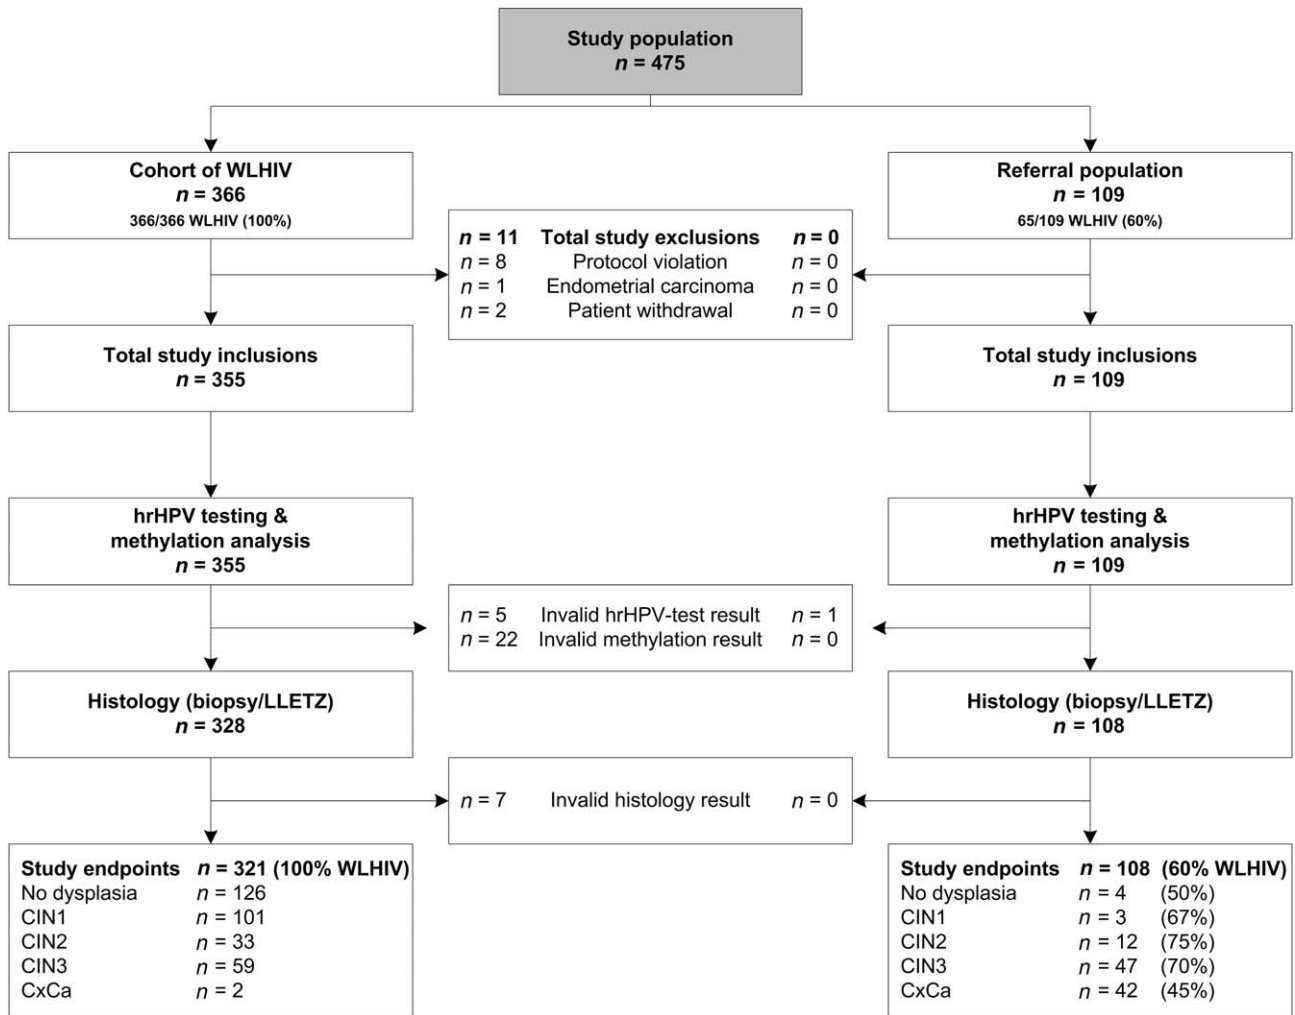 Study population
n = 475
Cohort of WLHIV
n = 366
366/366 WLHIV (100%)
Referral population
n = 109
65/109 WLHIV (60%)
n = 11 Total study exclusions n = 0
n = 8 Protocol violation n = 0
n = 1 Endometrial carcinoma n = 0
n = 2 Patient withdrawal n = 0
Total study inclusions
n = 355
Total study inclusions
n = 109
hrHPV testing &
methylation analysis
n = 355
hrHPV testing &
methylation analysis
n = 109
n = 5 Invalid hrHPV-test result n = 1
n = 22 Invalid methylation result n = 0
Histology (biopsy/LLETZ)
n = 328
Histology (biopsy/LLETZ)
n = 108
n = 7 Invalid histology result n = 0
Study endpoints n = 321 (100% WLHIV)
No dysplasia n = 126
CIN1 n = 101
CIN2 n = 33
CIN3 n = 59
CxCa n = 2
Study endpoints n = 108 (60% WLHIV)
No dysplasia n = 4 (50%)
CIN1 n = 3 (67%)
CIN2 n = 12 (75%)
CIN3 n = 47 (70%)
CxCa n = 42 (45%)